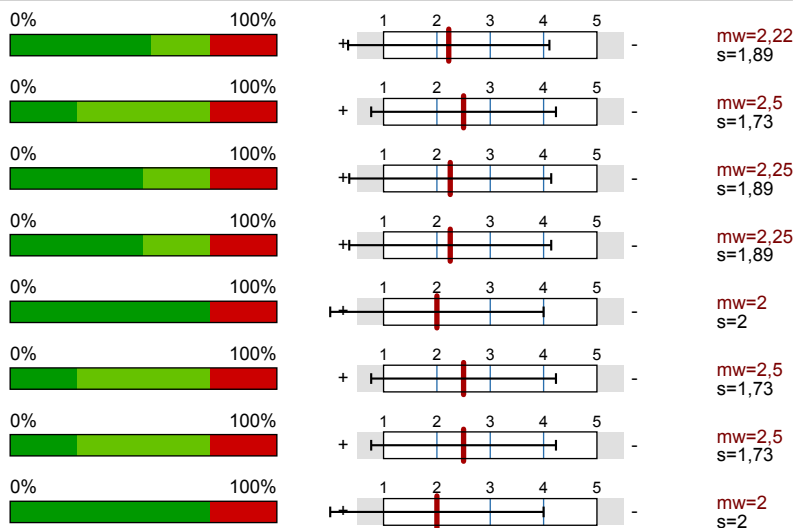 0% 100% 1 2 3 4 5
+ - mw=2,22
s=1,89
0% 100% 1 2 3 4 5
+ - mw=2,5
s=1,73
0% 100% 1 2 3 4 5
+ - mw=2,25
s=1,89
0% 100% 1 2 3 4 5
+ - mw=2,25
s=1,89
0% 100% 1 2 3 4 5
+ - mw=2
s=2
0% 100% 1 2 3 4 5
+ - mw=2,5
s=1,73
0% 100% 1 2 3 4 5
+ - mw=2,5
s=1,73
0% 100% 1 2 3 4 5
+ - mw=2
s=2